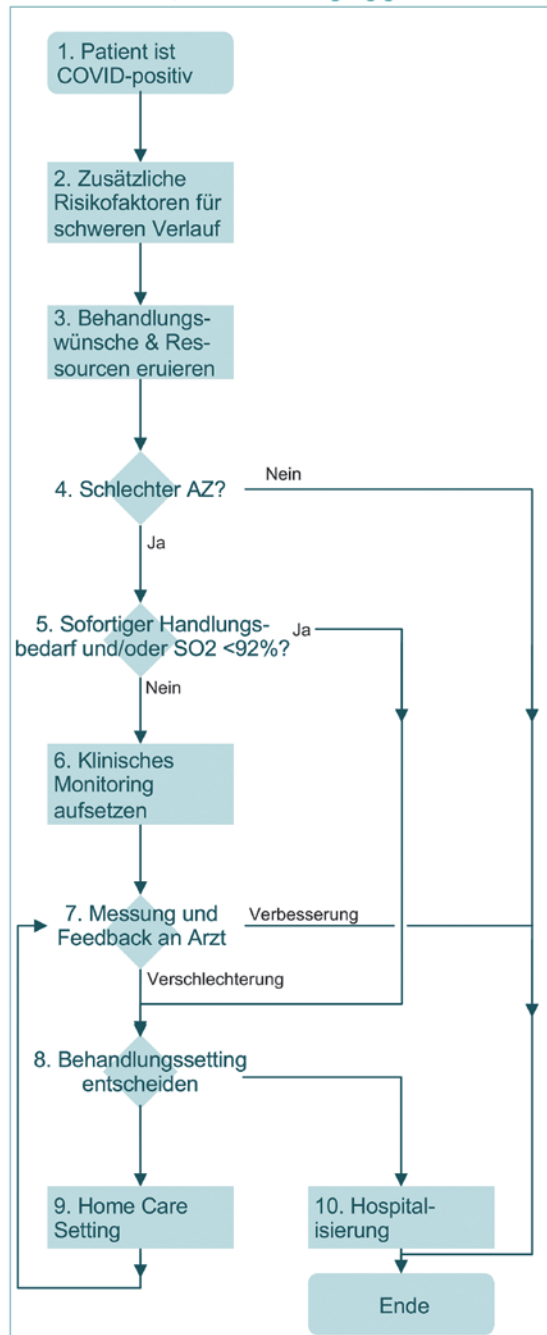 1. Patient ist
COVID-positiv
2. Zusätzliche
Risikofaktoren für
schweren Verlauf
3. Behandlungs-
wünsche & Res-
sourcen eruieren
4. Schlechter AZ?
Nein
Ja
5. Sofortiger Handlungs-
bedarf und/oder SO2 <92%?
Ja
Nein
6. Klinisches
Monitoring
aufsetzen
7. Messung und
Feedback an Arzt
Verbesserung
Verschlechterung
8. Behandlungssetting
entscheiden
9. Home Care
Setting
10. Hospital-
isierung
Ende